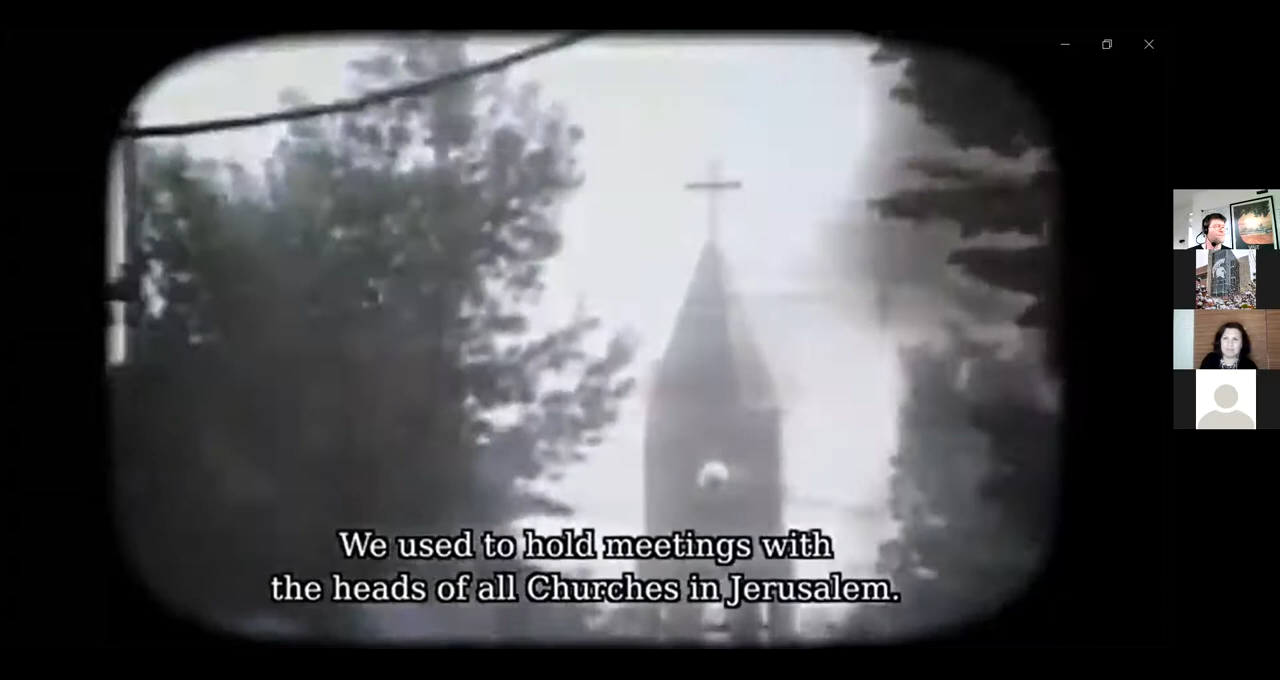 We used to hold meetings with
the heads of all Churches in Jerusalem.